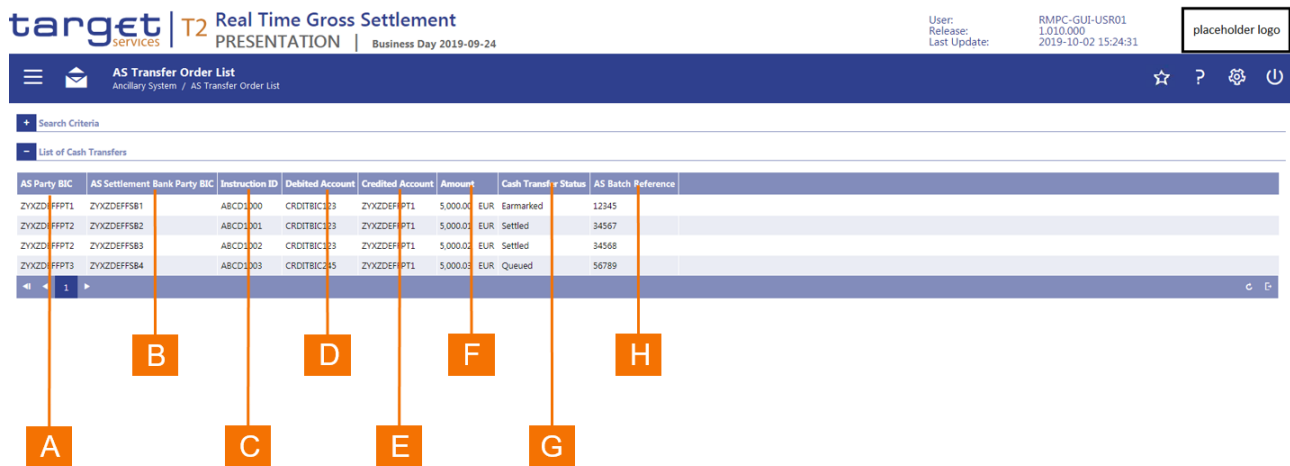 target services | T2 Real Time Gross Settlement
PRESENTATION | Business Day 2019-09-24
User: RMPC-GUI-USR01
Release: 1.010.000
Last Update: 2019-10-02 15:24:31
placeholder logo
AS Transfer Order List
Ancillary System / AS Transfer Order List
?
+ Search Criteria
− List of Cash Transfers
AS Party BIC AS Settlement Bank Party BIC Instruction ID Debited Account Credited Account Amount Cash Transfer Status AS Batch Reference
ZYXZDEFFPT1 ZYXZDEFFSB1 ABCD1000 CRDITBIC123 ZYXZDEFFPT1 5,000.00 EUR Earmarked 12345
ZYXZDEFFPT2 ZYXZDEFFSB2 ABCD1001 CRDITBIC123 ZYXZDEFFPT1 5,000.01 EUR Settled 34567
ZYXZDEFFPT2 ZYXZDEFFSB3 ABCD1002 CRDITBIC123 ZYXZDEFFPT1 5,000.02 EUR Settled 34568
ZYXZDEFFPT3 ZYXZDEFFSB4 ABCD1003 CRDITBIC245 ZYXZDEFFPT1 5,000.03 EUR Queued 56789
1
B D F H
A C E G